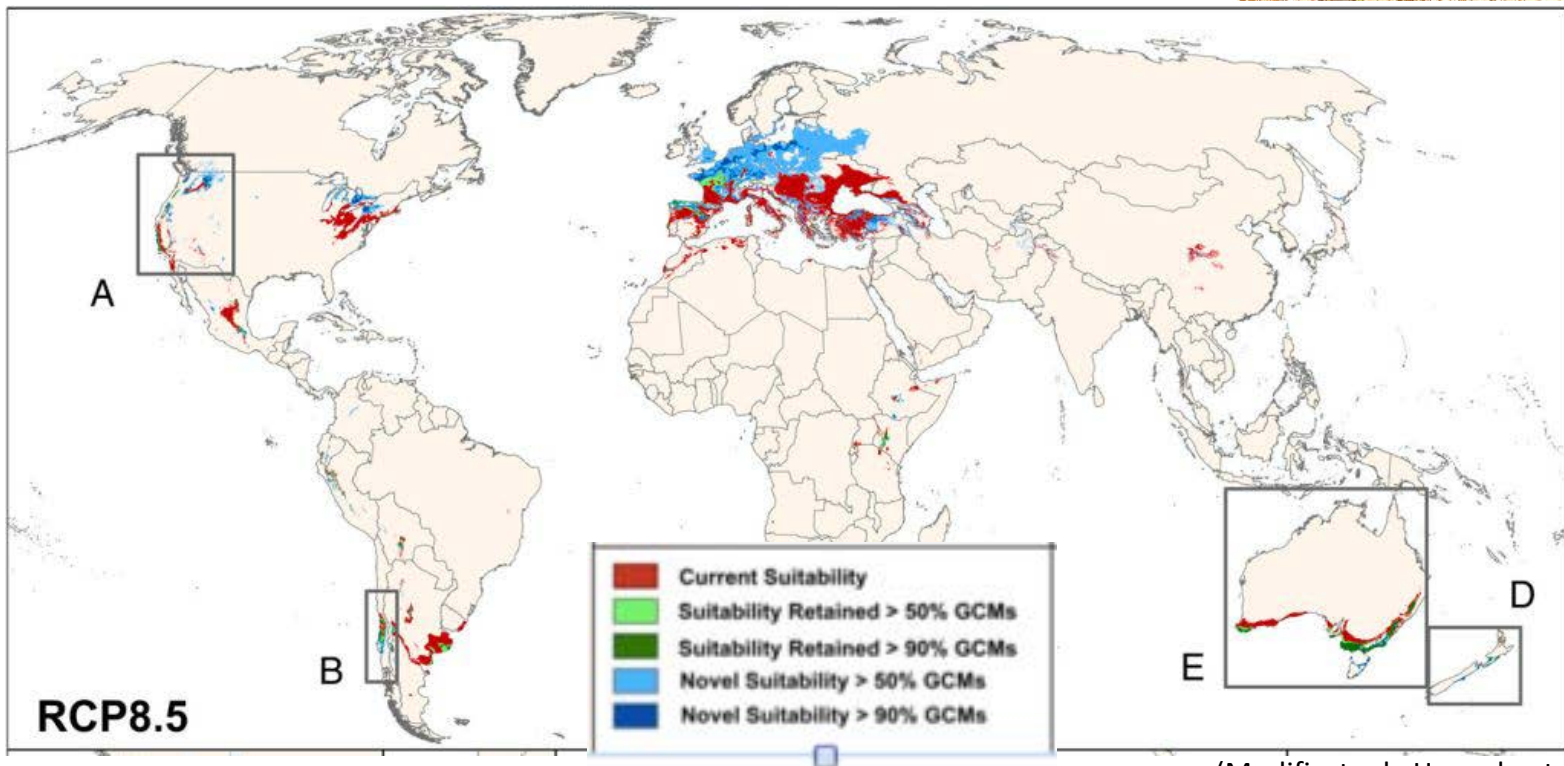 A
B
D
E
RCP8.5
Current Suitability
Suitability Retained > 50% GCMs
Suitability Retained > 90% GCMs
Novel Suitability > 50% GCMs
Novel Suitability > 90% GCMs